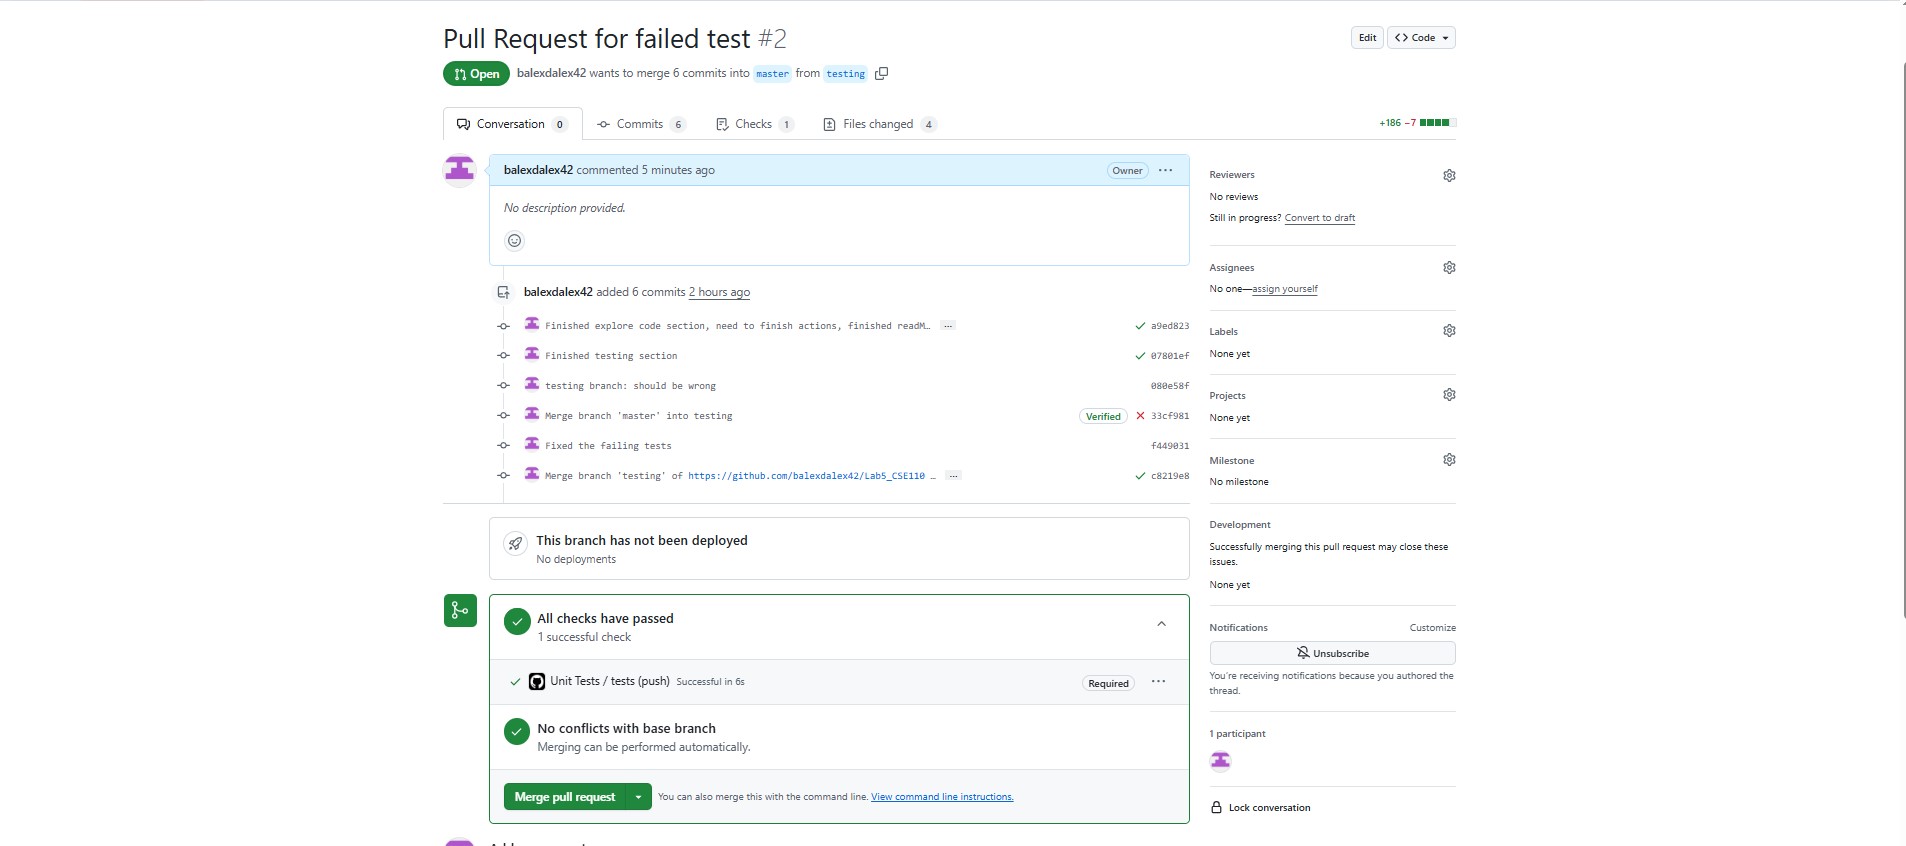 Pull Request for failed test #2
Edit
Code
Open
balexdalex42 wants to merge 6 commits into master from testing
Conversation 0
Commits 6
Checks 1
Files changed 4
+186 −7
balexdalex42 commented 5 minutes ago
Owner
No description provided.
balexdalex42 added 6 commits 2 hours ago
Finished explore code section, need to finish actions, finished readM… ...
a9ed823
Finished testing section
07801ef
testing branch: should be wrong
080e58f
Merge branch 'master' into testing
Verified
33cf981
Fixed the failing tests
f449031
Merge branch 'testing' of https://github.com/balexdalex42/Lab5_CSE110 … ...
c8219e8
This branch has not been deployed
No deployments
All checks have passed
1 successful check
Unit Tests / tests (push) Successful in 6s
Required
No conflicts with base branch
Merging can be performed automatically.
Merge pull request
You can also merge this with the command line. View command line instructions.
Reviewers
No reviews
Still in progress? Convert to draft
Assignees
No one—assign yourself
Labels
None yet
Projects
None yet
Milestone
No milestone
Development
Successfully merging this pull request may close these
issues.
None yet
Notifications
Customize
Unsubscribe
You're receiving notifications because you authored the
thread.
1 participant
Lock conversation